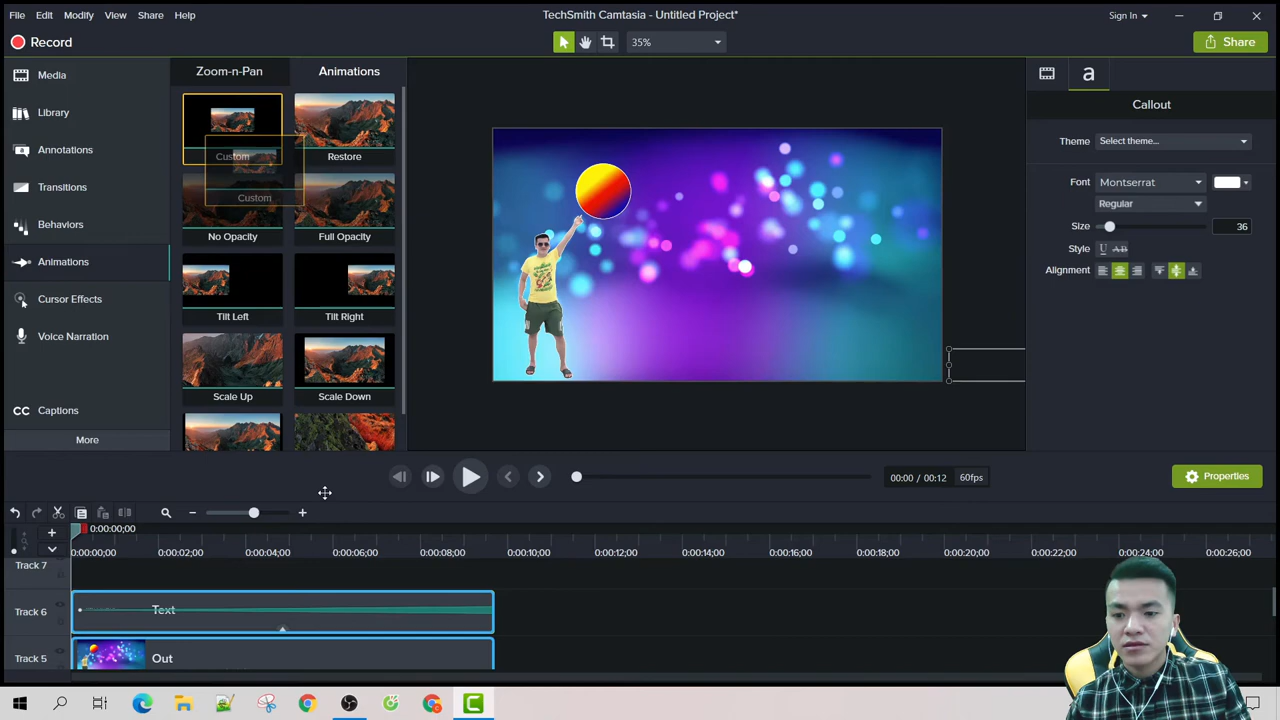 File Edit Modify View Share Help
TechSmith Camtasia - Untitled Project*
Sign In
Record
35%
Share
Media
Library
Annotations
Transitions
Behaviors
Animations
Cursor Effects
Voice Narration
CC Captions
More
Zoom-n-Pan
Animations
Custom
Restore
Custom
No Opacity
Full Opacity
Tilt Left
Tilt Right
Scale Up
Scale Down
a
Callout
Theme Select theme...
Font Montserrat
Regular
Size 36
Style U AB
Alignment
00:00 / 00:12 60fps
Properties
0:00:00;00
0:00:00;00 0:00:02;00 0:00:04;00 0:00:06;00 0:00:08;00 0:00:10;00 0:00:12;00 0:00:14;00 0:00:16;00 0:00:18;00 0:00:20;00 0:00:22;00 0:00:24;00 0:00:26;00
Track 7
Track 6
Text
Track 5
Out